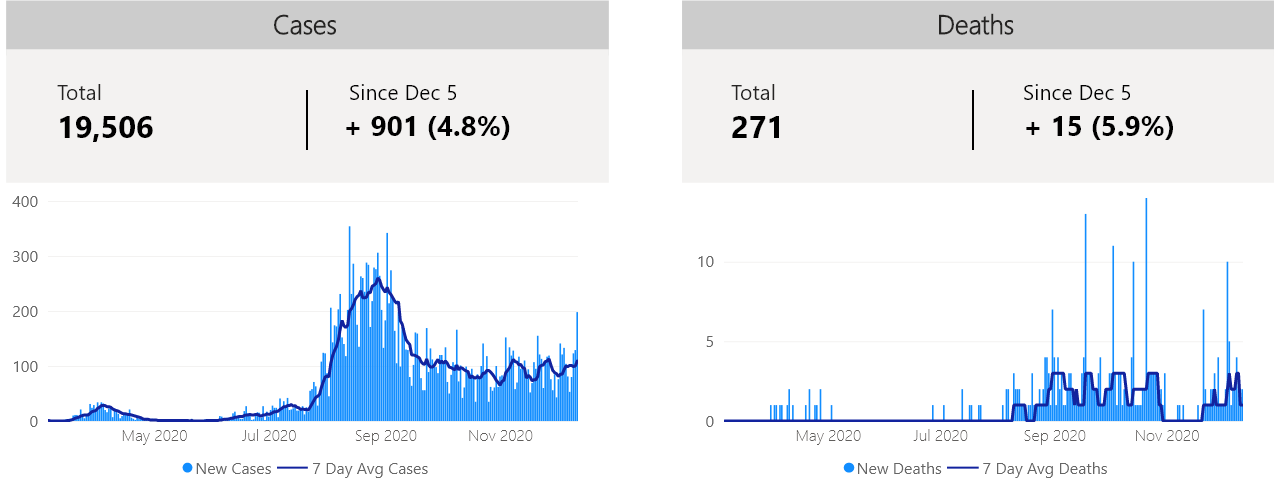 Cases
Total
19,506
Since Dec 5
+ 901 (4.8%)
400
300
200
100
0
May 2020 Jul 2020 Sep 2020 Nov 2020
New Cases 7 Day Avg Cases
Deaths
Total
271
Since Dec 5
+ 15 (5.9%)
10
5
0
May 2020 Jul 2020 Sep 2020 Nov 2020
New Deaths 7 Day Avg Deaths